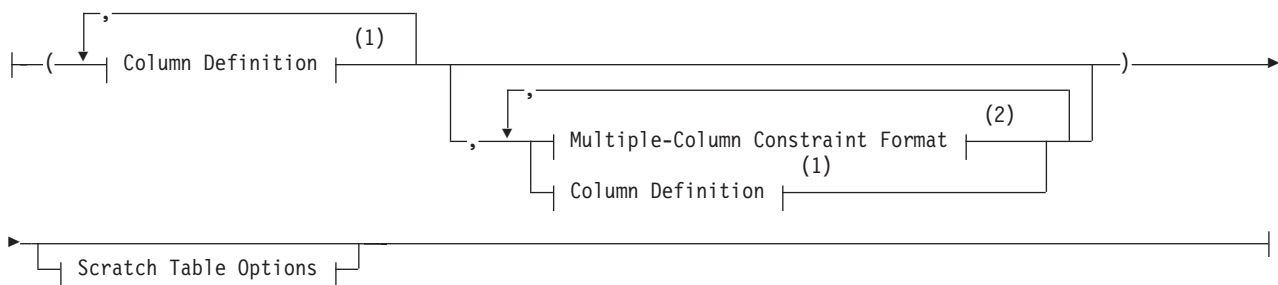 ,
(1)
( Column Definition )
,
(2)
, Multiple-Column Constraint Format
(1)
Column Definition
Scratch Table Options